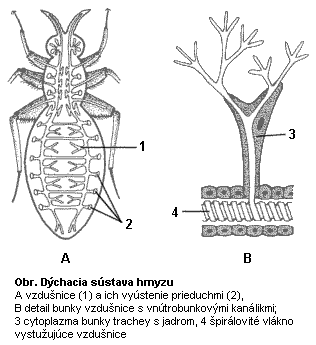 1
2
3
4
A
B
Obr. Dýchacia sústava hmyzu
A vzdušnice (1) a ich vyústenie prieduchmi (2),
B detail bunky vzdušnice s vnútrobunkovými kanálikmi;
3 cytoplazma bunky trachey s jadrom, 4 špirálovité vlákno
vystužujúce vzdušnice